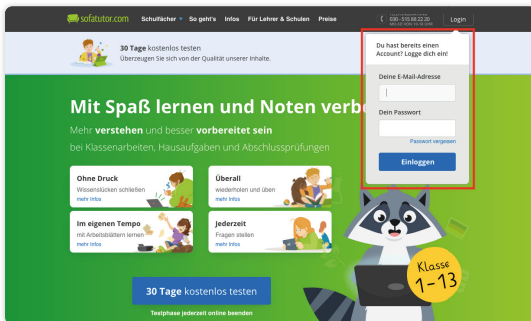 sofatutor.com
Schulfächer
So geht's
Infos
Für Lehrer & Schulen
Preise
030 - 515 88 22 20
Login
30 Tage kostenlos testen
Überzeugen Sie sich von der Qualität unserer Inhalte.
Du hast bereits einen
Account? Logge dich ein!
Deine E-Mail-Adresse
Dein Passwort
Passwort vergessen
Einloggen
Mit Spaß lernen und Noten verb
Mehr verstehen und besser vorbereitet sein
bei Klassenarbeiten, Hausaufgaben und Abschlussprüfungen
Ohne Druck
Wissenslücken schließen
mehr Infos
Überall
wiederholen und üben
mehr Infos
Im eigenen Tempo
mit Arbeitsblättern lernen
mehr Infos
Jederzeit
Fragen stellen
mehr Infos
Klasse
1-13
30 Tage kostenlos testen
Testphase jederzeit online beenden